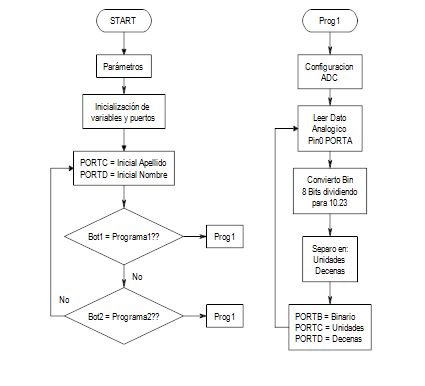 START
Parámetros
Inicialización de
variables y puertos
PORTC = Inicial Apellido
PORTD = Inicial Nombre
Bot1 = Programa1??
Prog1
No
Bot2 = Programa2??
Prog1
No
Prog1
Configuracion
ADC
Leer Dato
Analogico
Pin0 PORTA
Convierto Bin
8 Bits dividiendo
para 10.23
Separo en:
Unidades
Decenas
PORTB = Binario
PORTC = Unidades
PORTD = Decenas